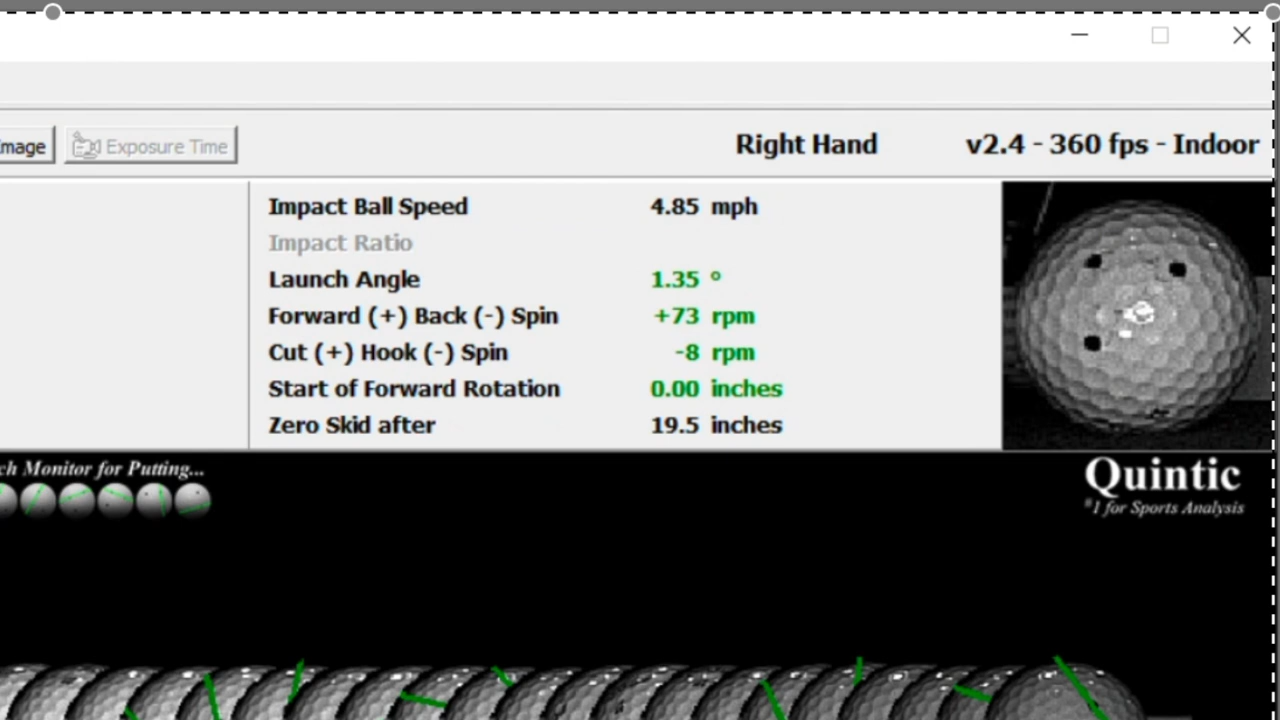 Image Exposure Time Right Hand v2.4 - 360 fps - Indoor
Impact Ball Speed 4.85 mph
Impact Ratio
Launch Angle 1.35 °
Forward (+) Back (-) Spin +73 rpm
Cut (+) Hook (-) Spin -8 rpm
Start of Forward Rotation 0.00 inches
Zero Skid after 19.5 inches
ch Monitor for Putting...
Quintic
#1 for Sports Analysis